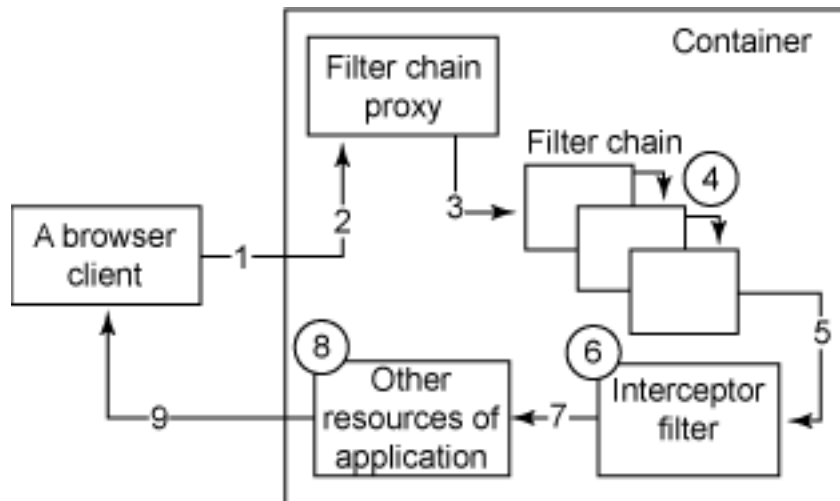 Container
Filter chain
proxy
Filter chain
4
2
3
A browser
client
1
5
8
6
Other
resources of
application
Interceptor
filter
7
9